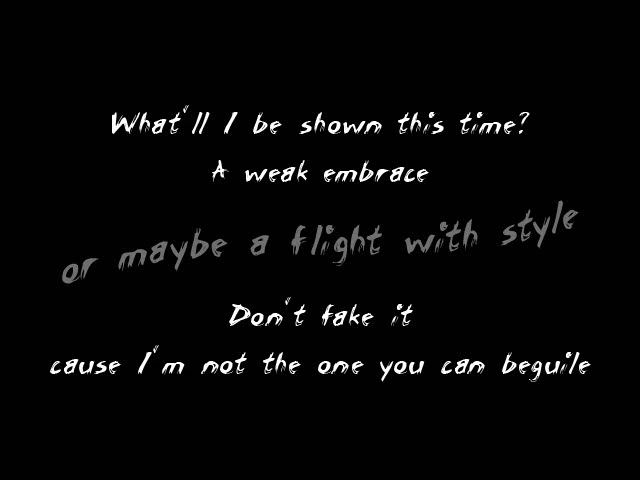 What'll I be shown this time?
A weak embrace
or maybe a flight with style
Don't fake it
cause I'm not the one you can beguile